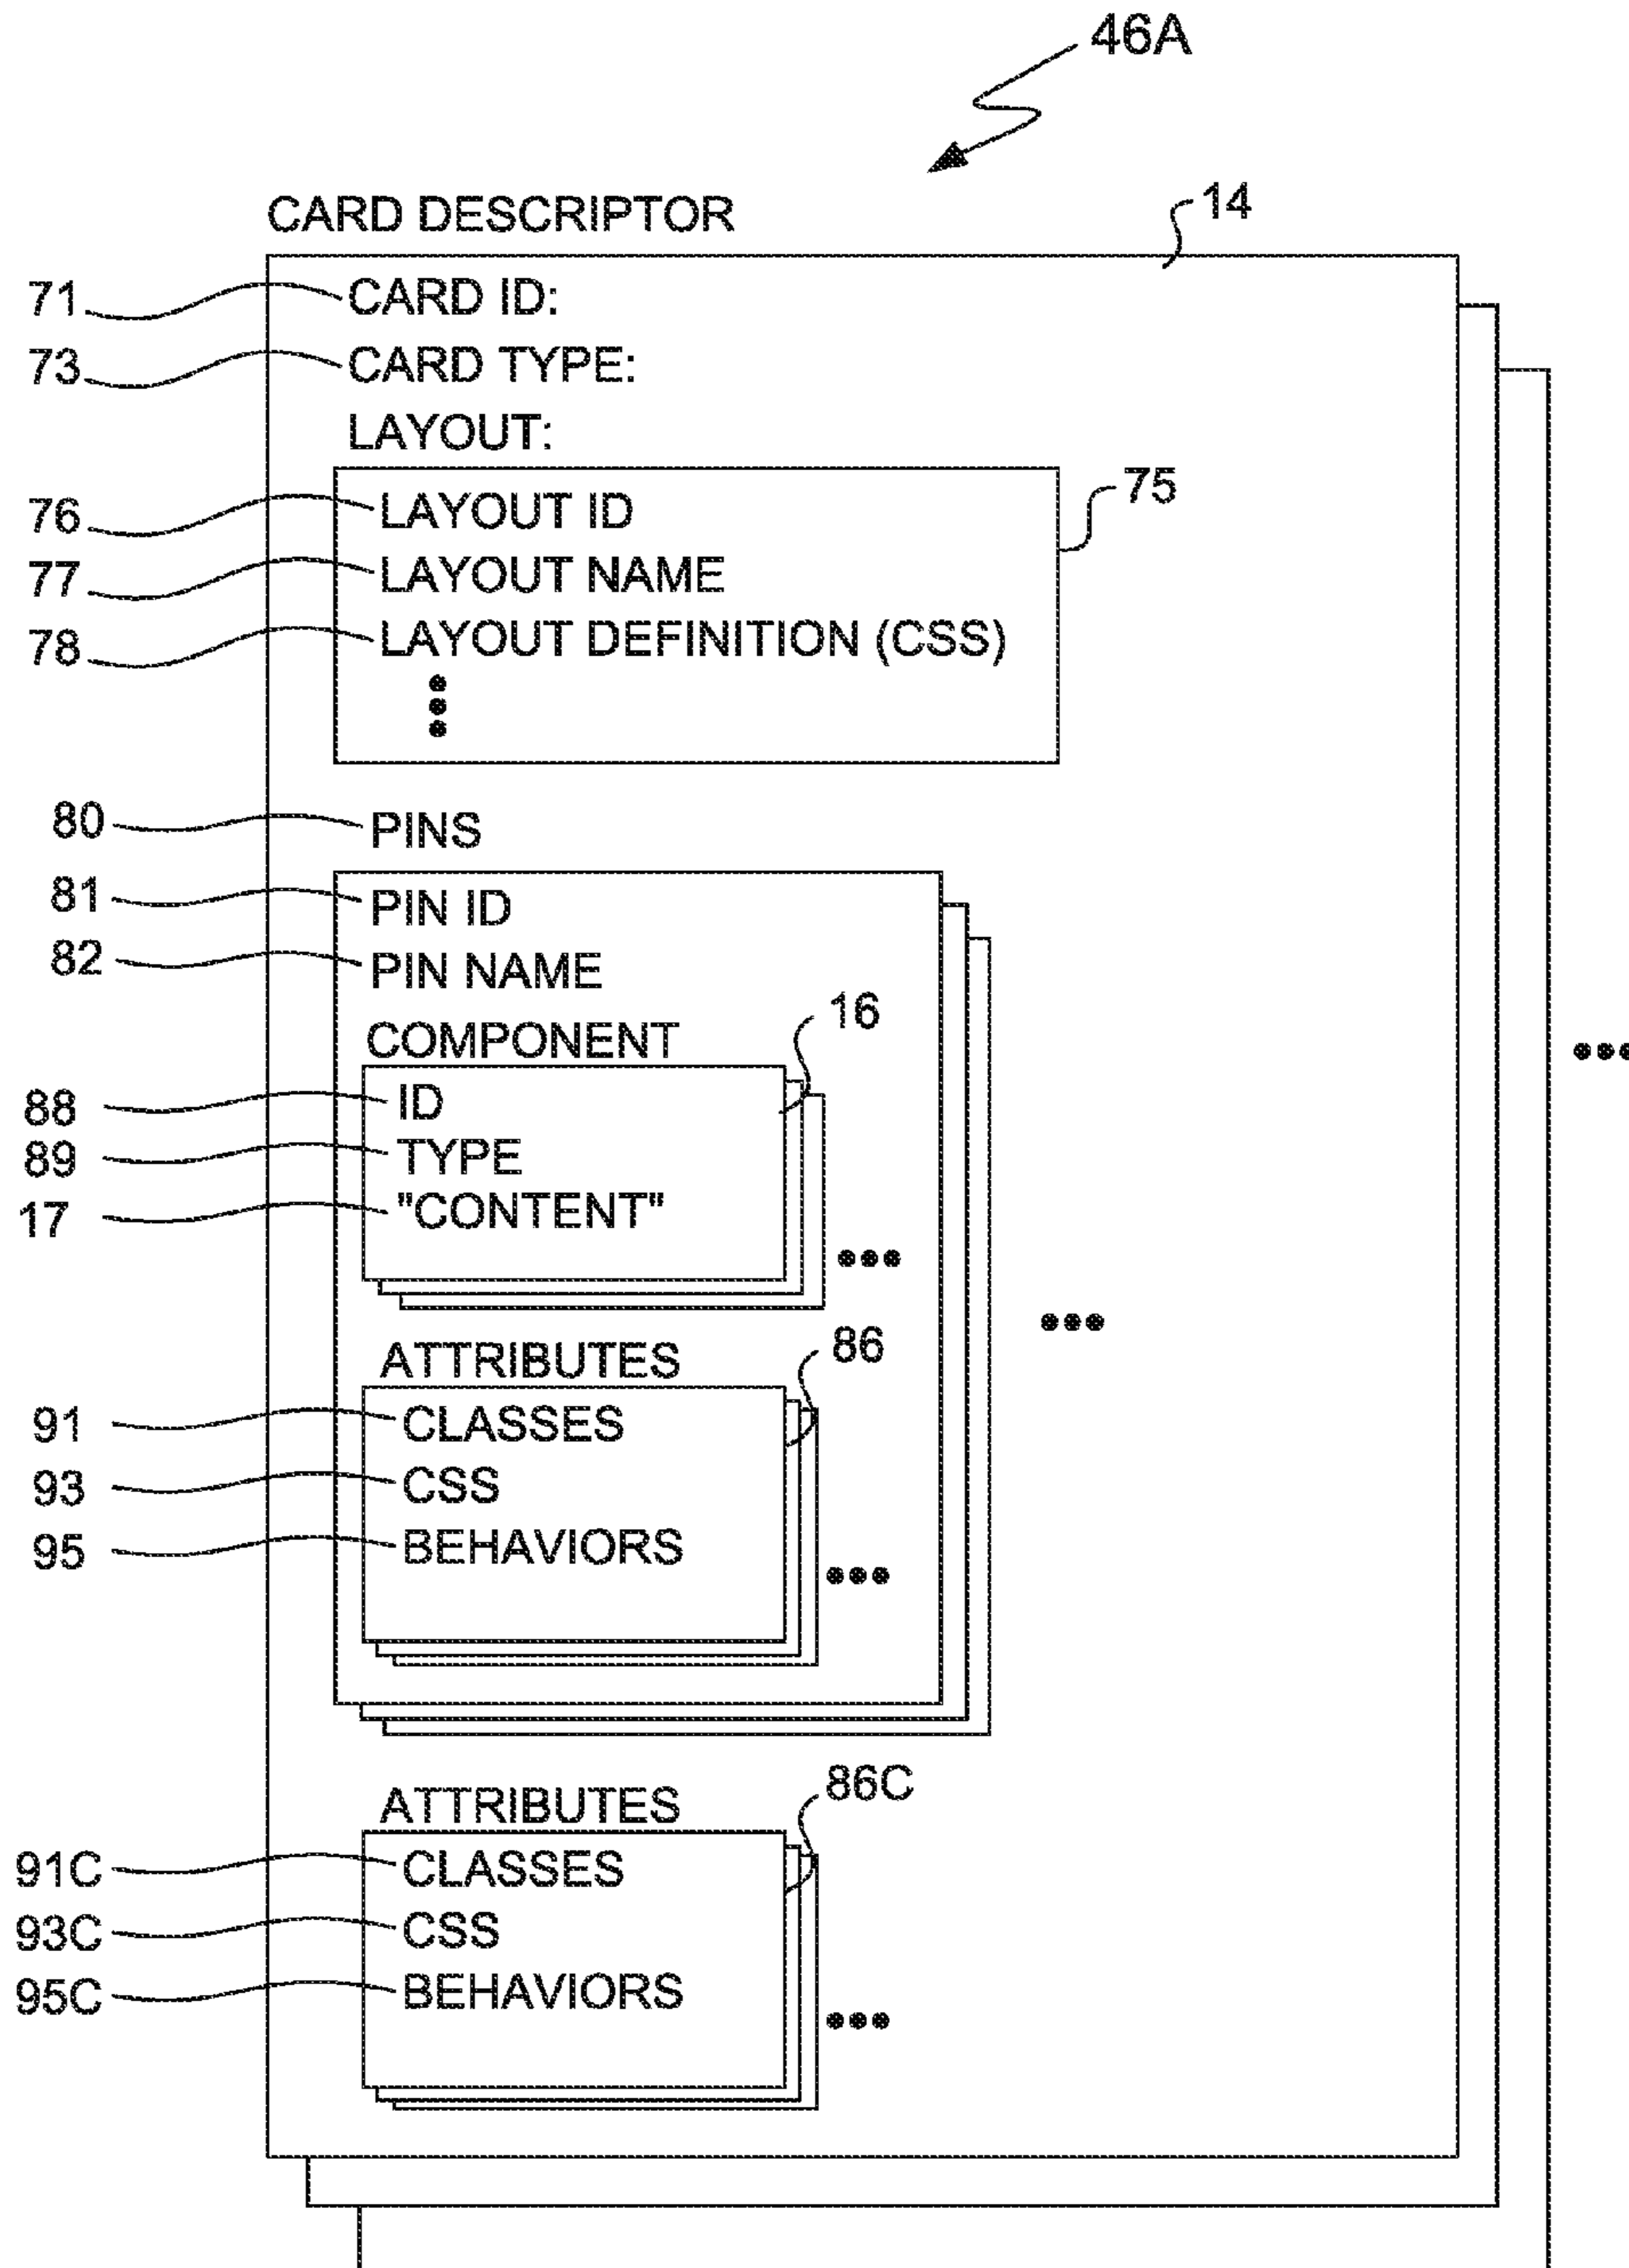 46A
CARD DESCRIPTOR
14
71 CARD ID:
73 CARD TYPE:
LAYOUT:
75
76 LAYOUT ID
77 LAYOUT NAME
78 LAYOUT DEFINITION (CSS)
80 PINS
81 PIN ID
82 PIN NAME
16
COMPONENT
88 ID
89 TYPE
17 "CONTENT"
86
ATTRIBUTES
91 CLASSES
93 CSS
95 BEHAVIORS
86C
ATTRIBUTES
91C CLASSES
93C CSS
95C BEHAVIORS